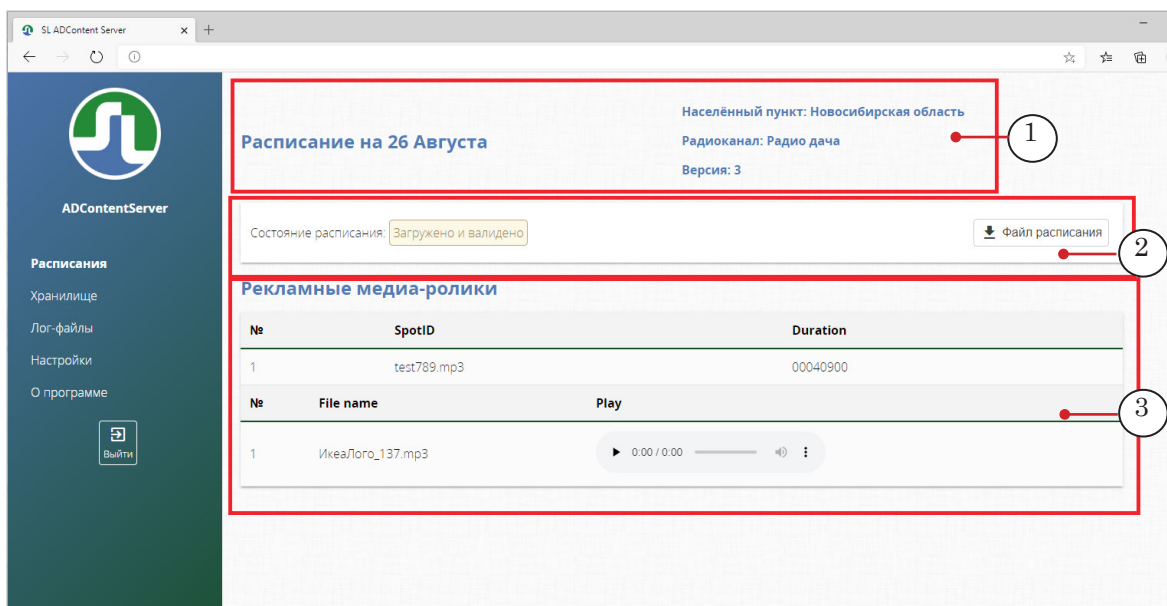 SL ADContent Server
Расписание на 26 Августа
Населённый пункт: Новосибирская область
Радиоканал: Радио дача
Версия: 3
1
ADContentServer
Расписания
Хранилище
Лог-файлы
Настройки
О программе
Выйти
Состояние расписания: Загружено и валидено
Файл расписания
2
Рекламные медиа-ролики
№ SpotID Duration
1 test789.mp3 00040900
№ File name Play
1 ИкеаЛого_137.mp3 0:00 / 0:00
3